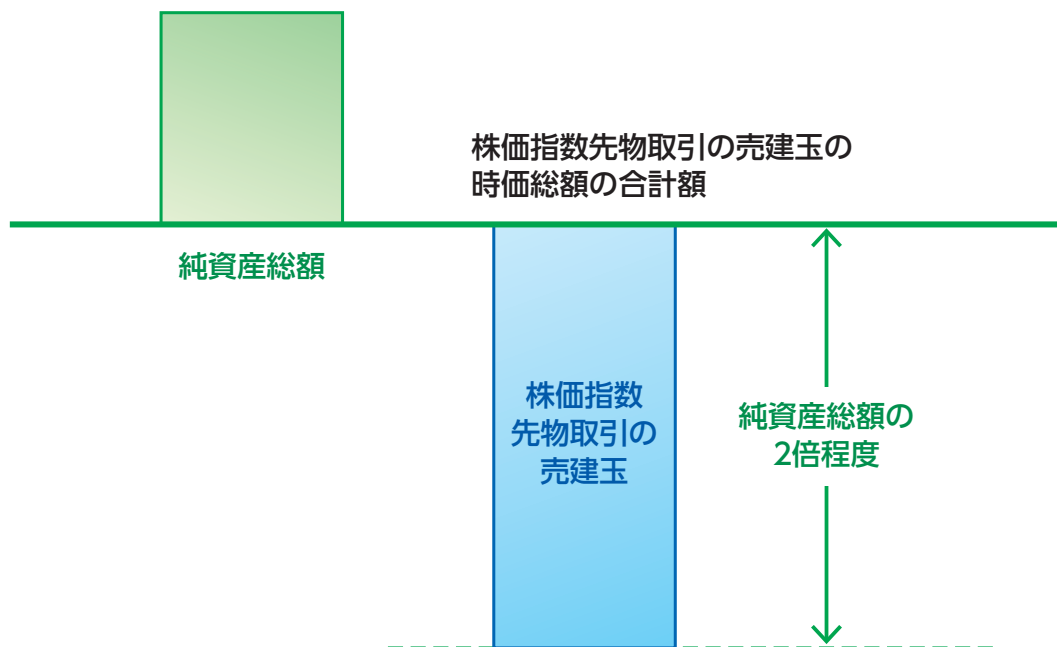 株価指数先物取引の売建玉の
時価総額の合計額
純資産総額
株価指数
先物取引の
売建玉
純資産総額の
2倍程度